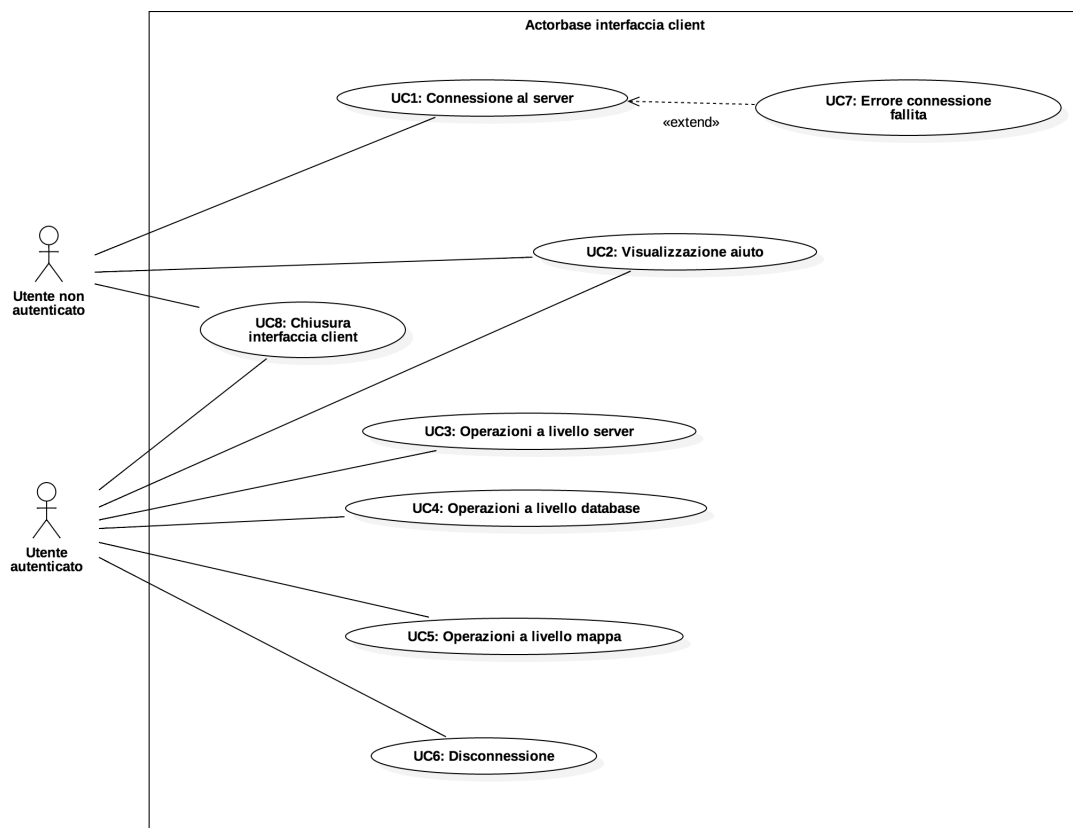 Actorbase interfaccia client
UC1: Connessione al server
UC7: Errore connessione
fallita
«extend»
UC2: Visualizzazione aiuto
Utente non
autenticato
UC8: Chiusura
interfaccia client
UC3: Operazioni a livello server
UC4: Operazioni a livello database
Utente
autenticato
UC5: Operazioni a livello mappa
UC6: Disconnessione